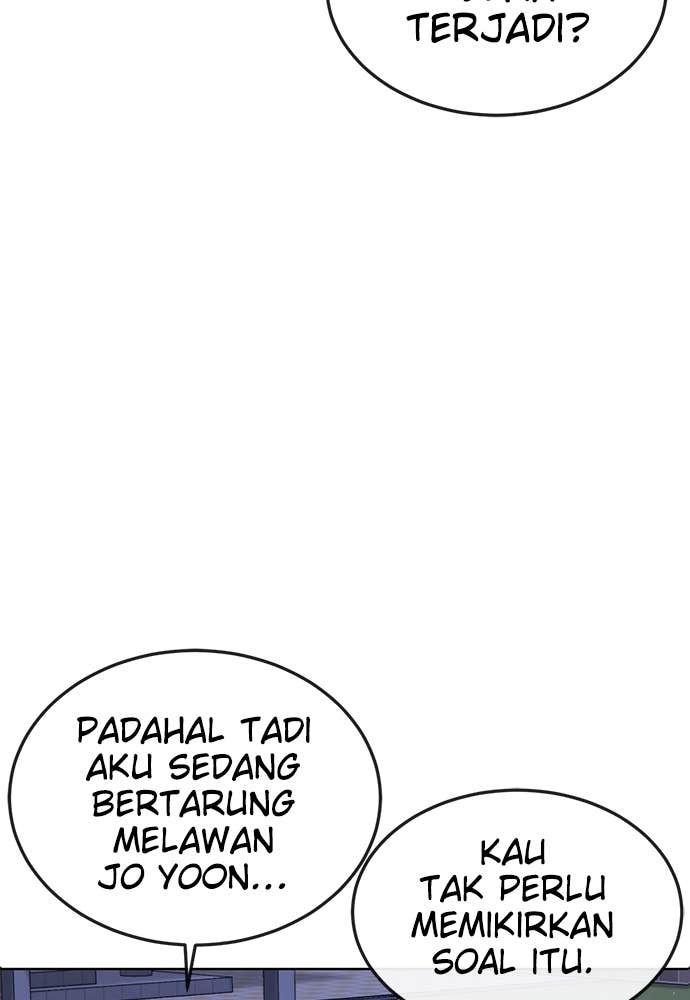 TERJADI?
PADAHAL TADI
AKU SEDANG
BERTARUNG
MELAWAN
JO YOON...
KAU
TAK PERLU
MEMIKIRKAN
SOAL ITU.